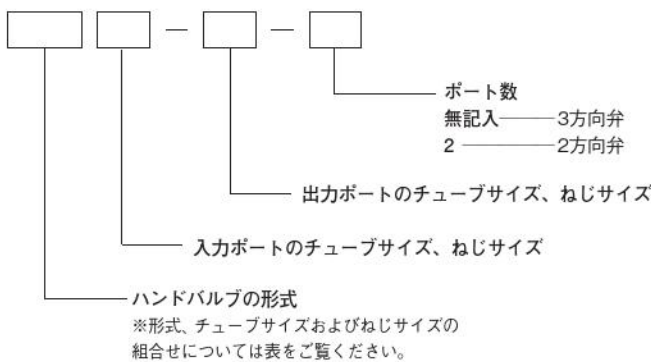 ポート数
無記入———3方向弁
2 ————2方向弁
出力ポートのチューブサイズ、ねじサイズ
入力ポートのチューブサイズ、ねじサイズ
ハンドバルブの形式
※形式、チューブサイズおよびねじサイズの
組合せについては表をご覧ください。